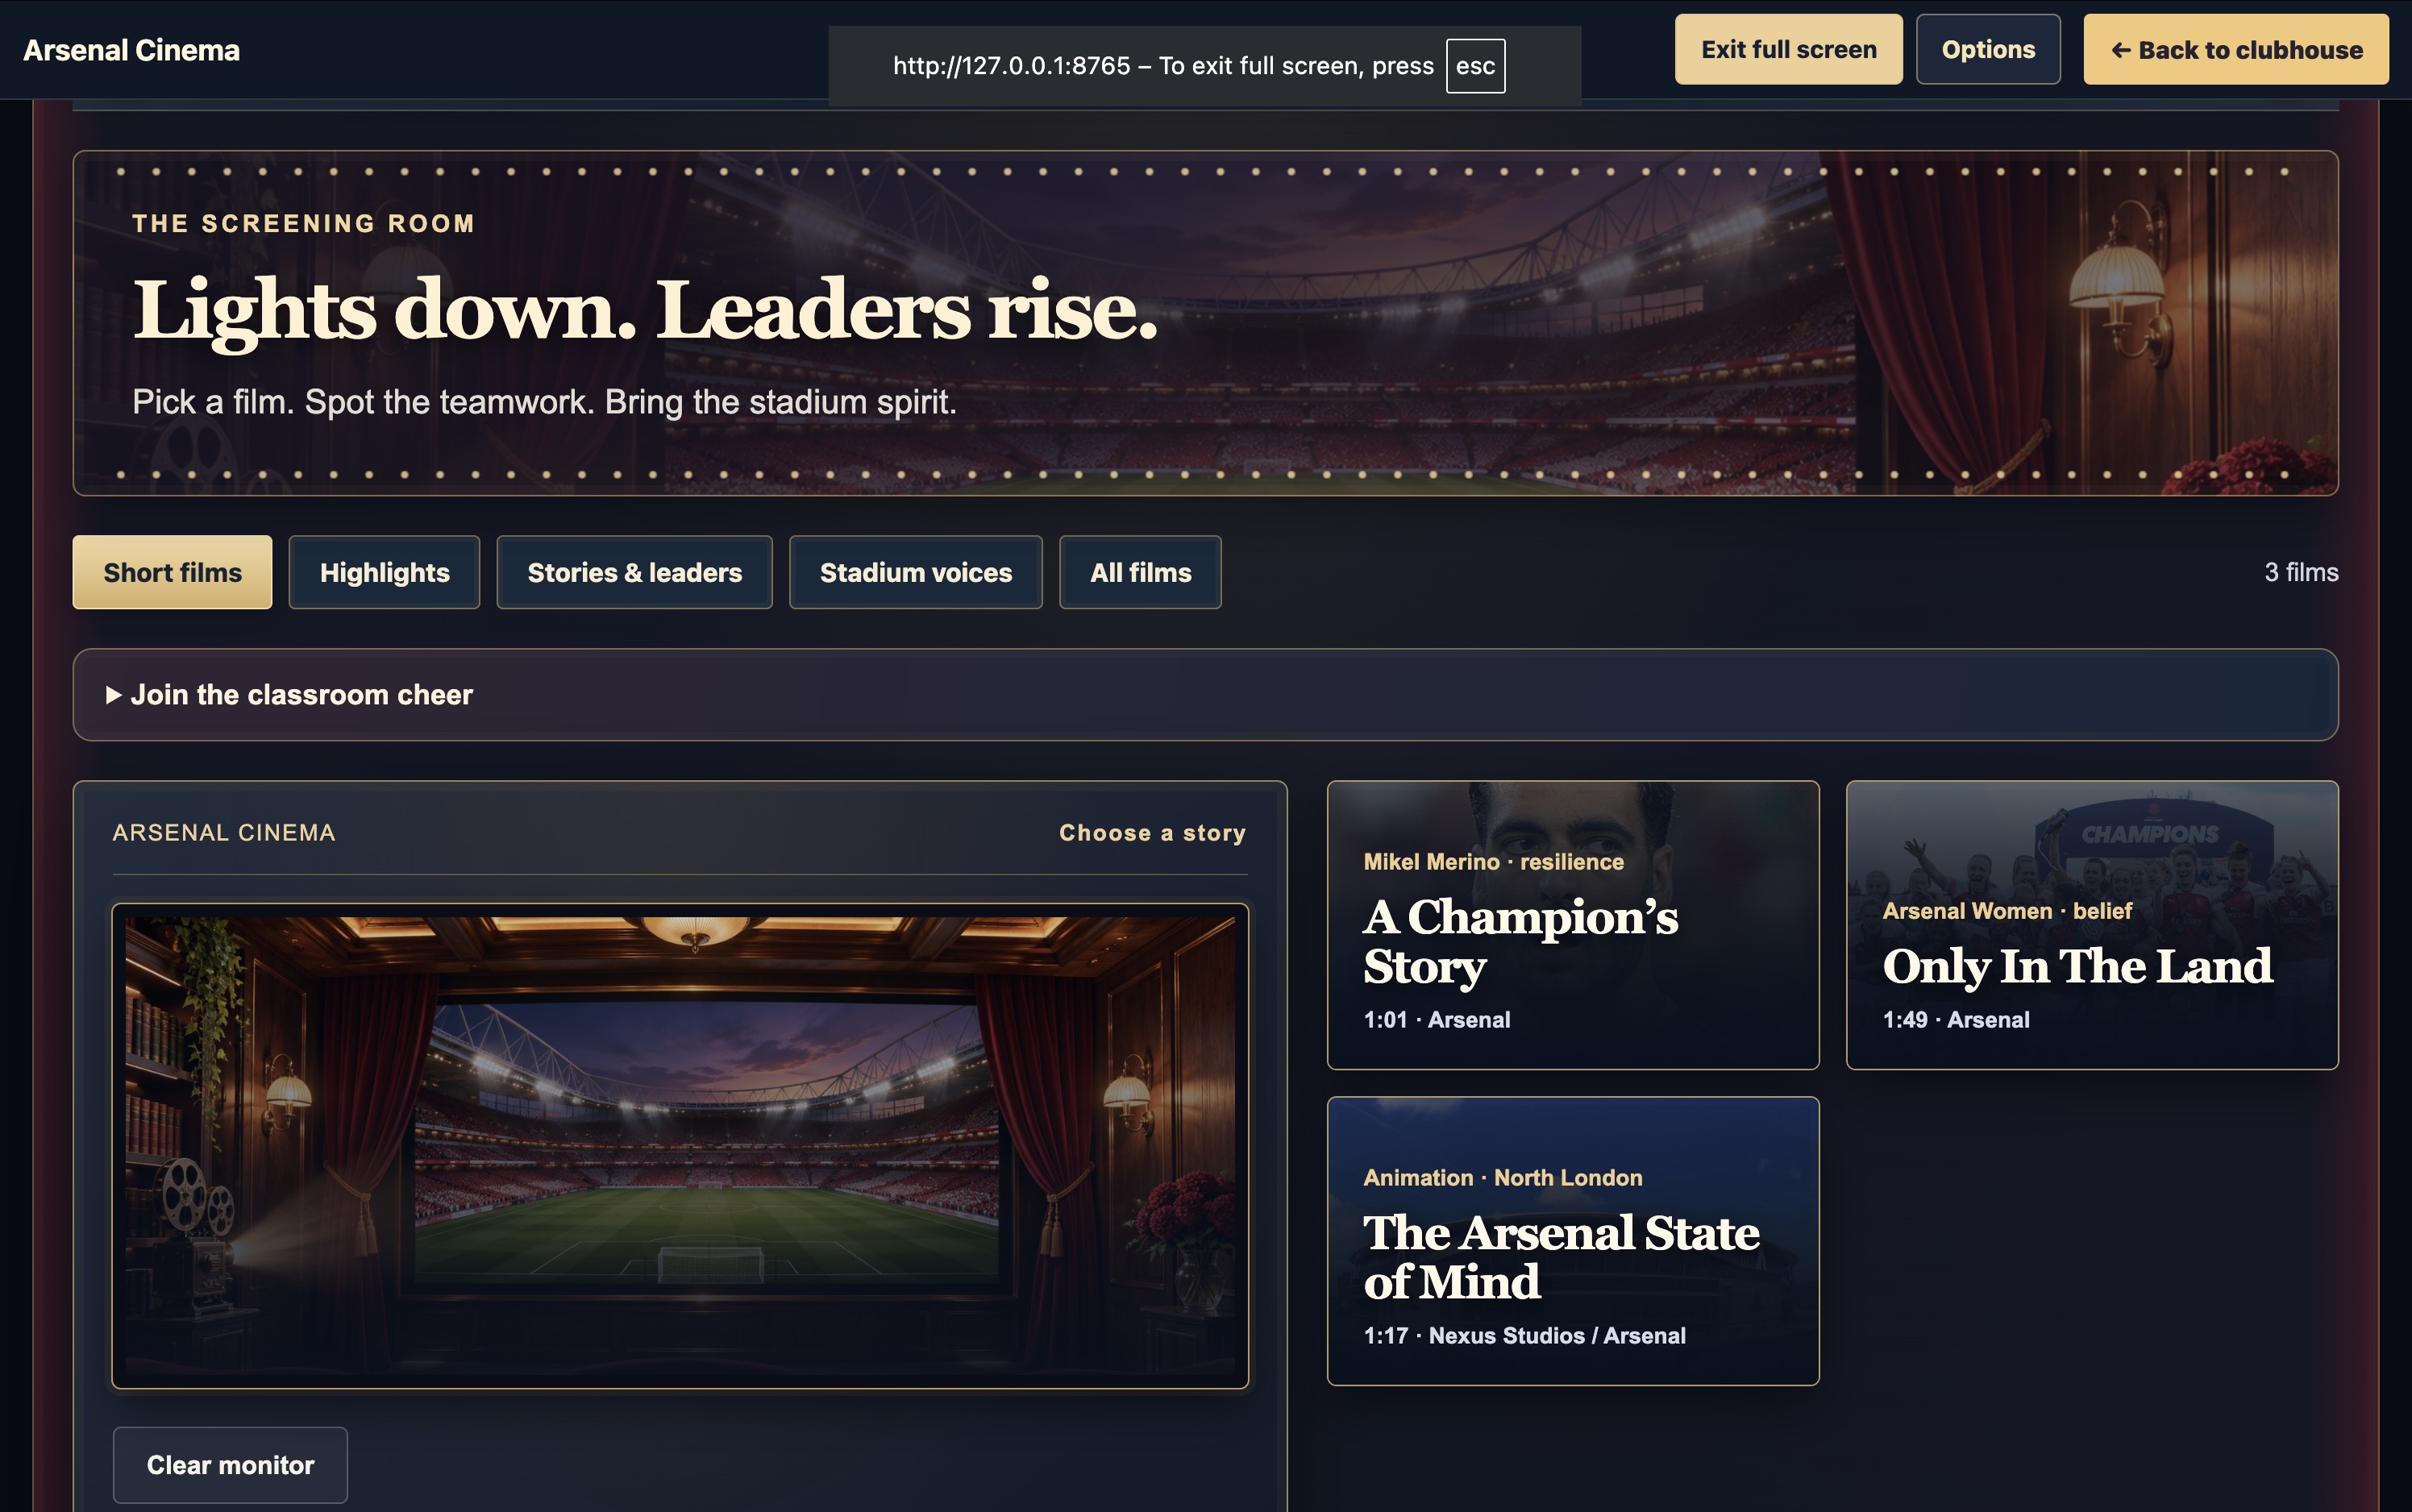 Arsenal Cinema
http://127.0.0.1:8765 – To exit full screen, press esc
Exit full screen
Options
← Back to clubhouse
THE SCREENING ROOM
Lights down. Leaders rise.
Pick a film. Spot the teamwork. Bring the stadium spirit.
Short films
Highlights
Stories & leaders
Stadium voices
All films
3 films
▶ Join the classroom cheer
ARSENAL CINEMA
Choose a story
Clear monitor
Mikel Merino · resilience
A Champion’s
Story
1:01 · Arsenal
CHAMPIONS
Arsenal Women · belief
Only In The Land
1:49 · Arsenal
Animation · North London
The Arsenal State
of Mind
1:17 · Nexus Studios / Arsenal